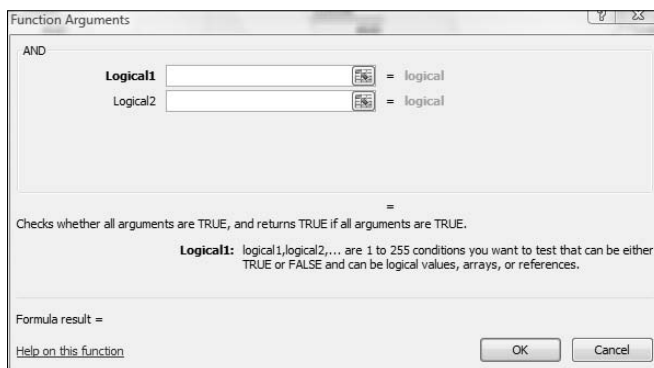 Function Arguments
AND
Logical1 = logical
Logical2 = logical
=
Checks whether all arguments are TRUE, and returns TRUE if all arguments are TRUE.
Logical1: logical1,logical2,... are 1 to 255 conditions you want to test that can be either
TRUE or FALSE and can be logical values, arrays, or references.
Formula result =
Help on this function
OK Cancel